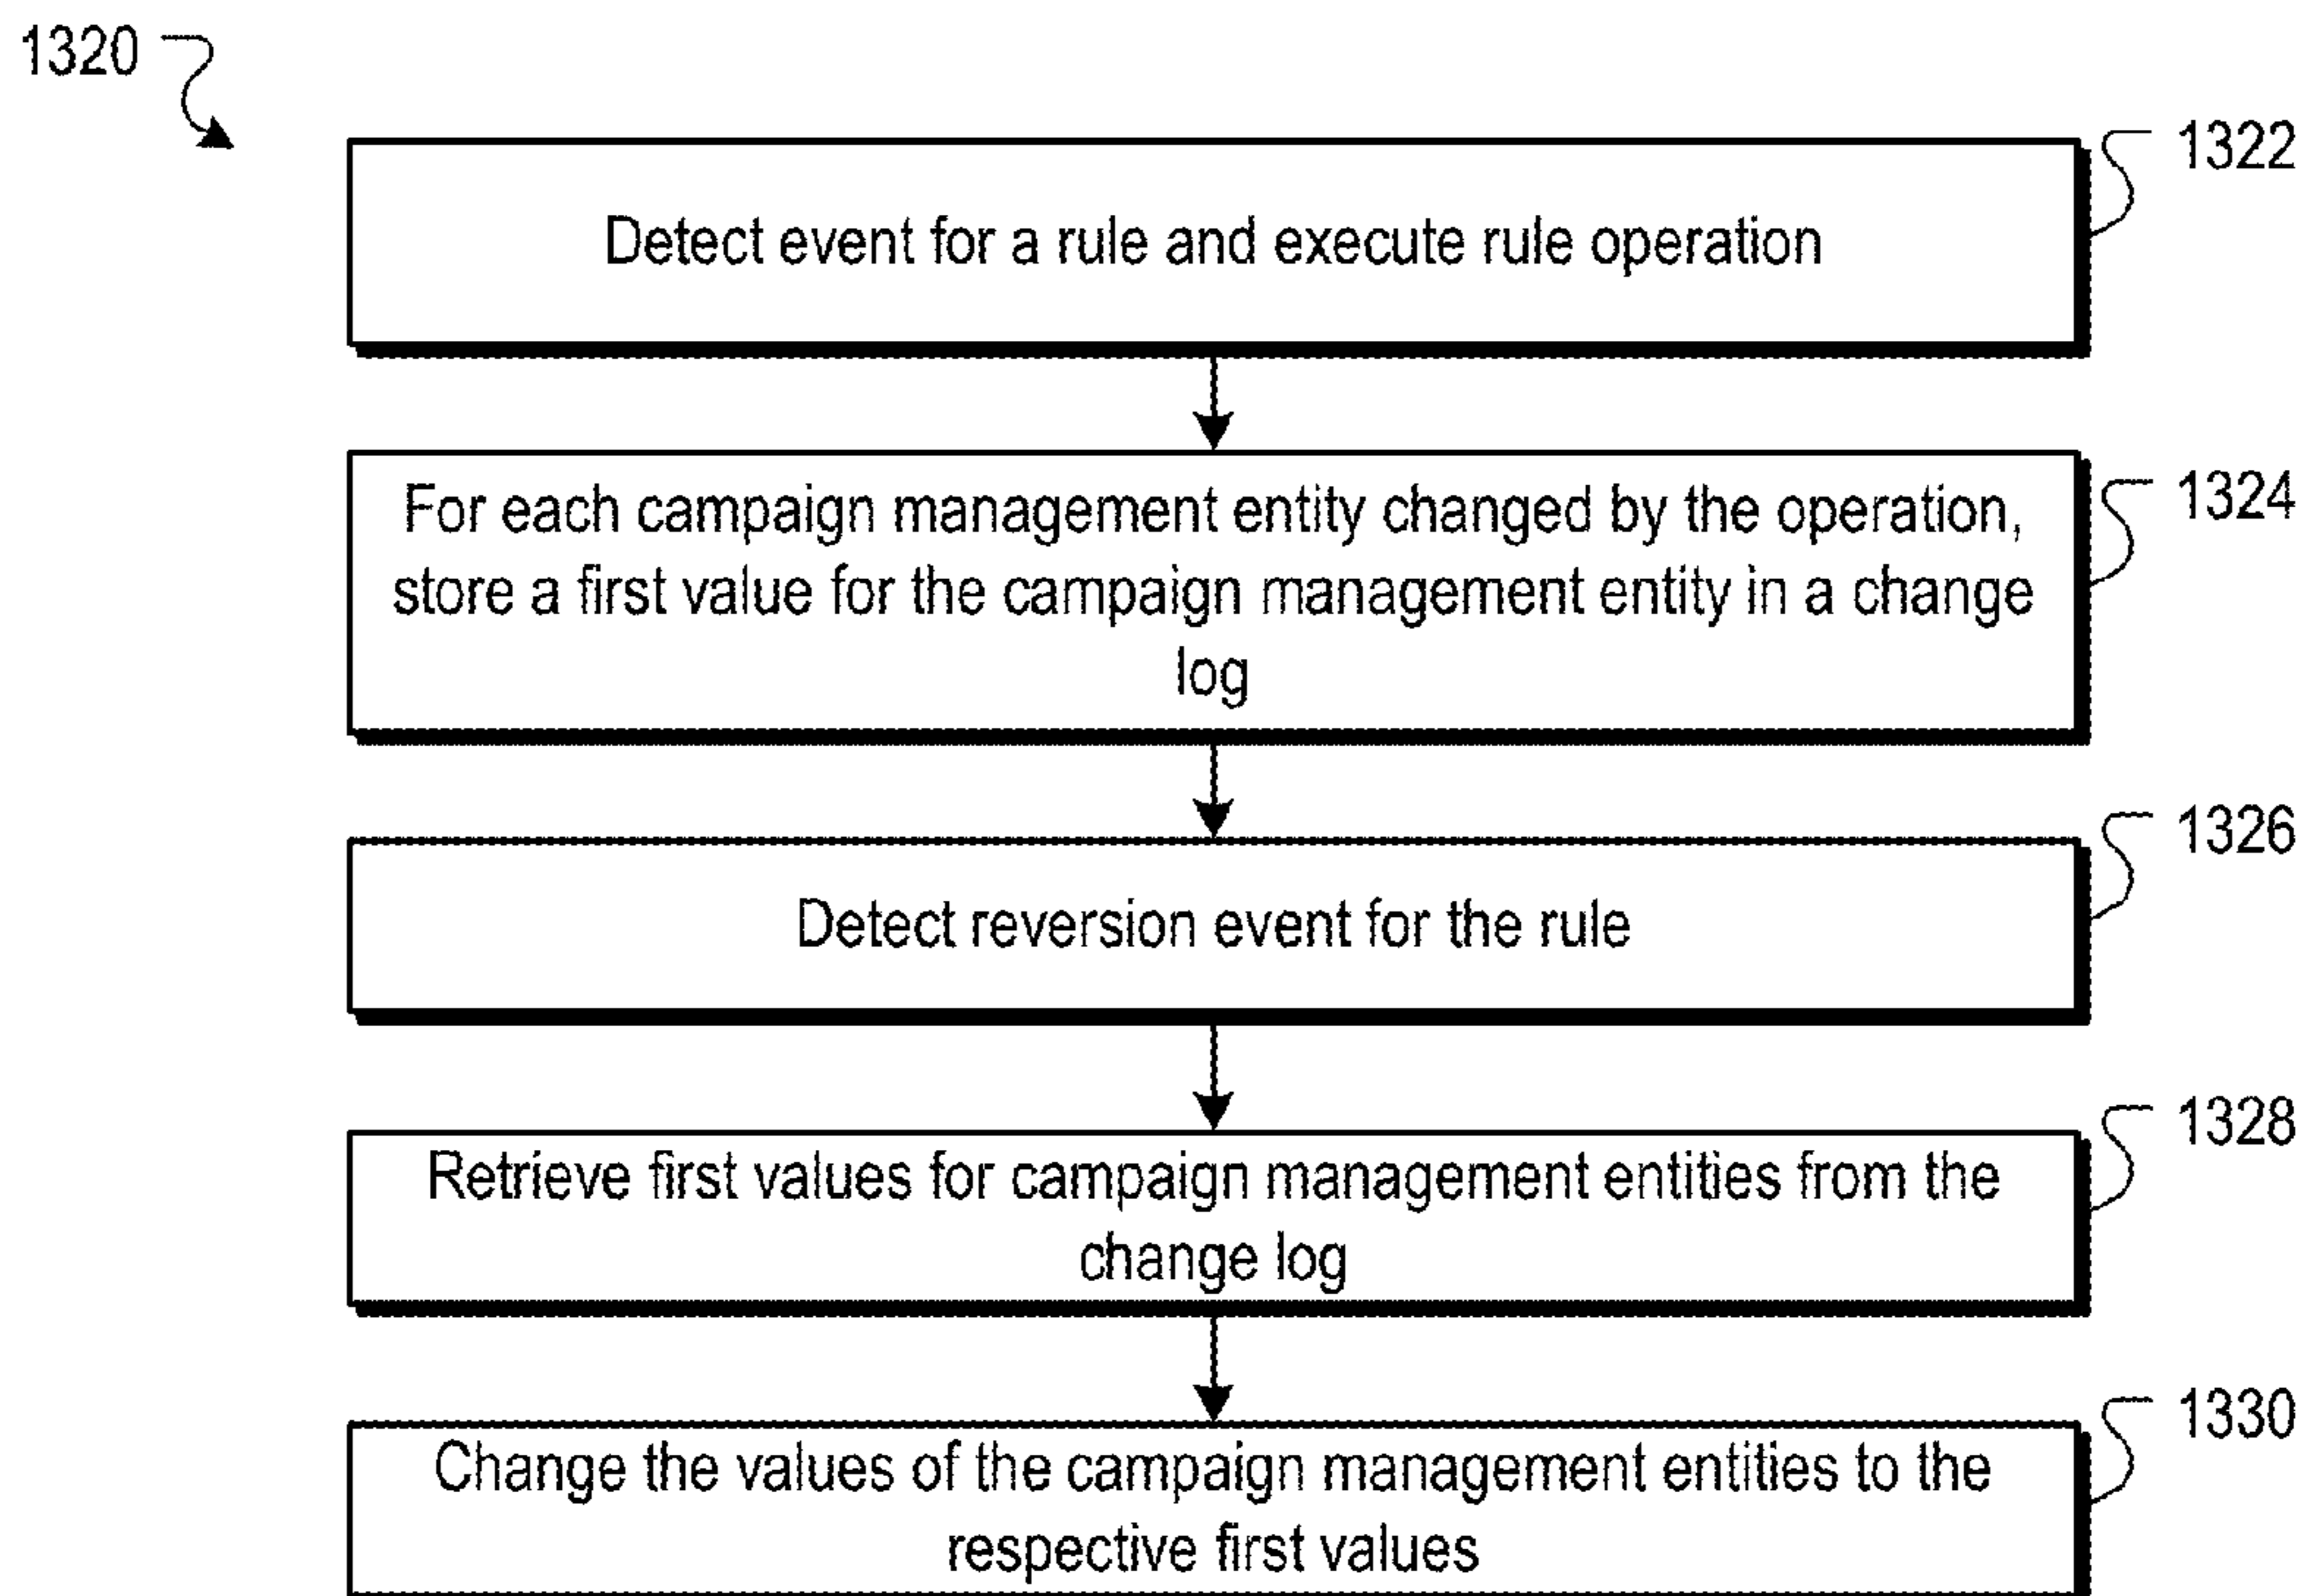 1320
1322
Detect event for a rule and execute rule operation
1324
For each campaign management entity changed by the operation,
store a first value for the campaign management entity in a change
log
1326
Detect reversion event for the rule
1328
Retrieve first values for campaign management entities from the
change log
1330
Change the values of the campaign management entities to the
respective first values